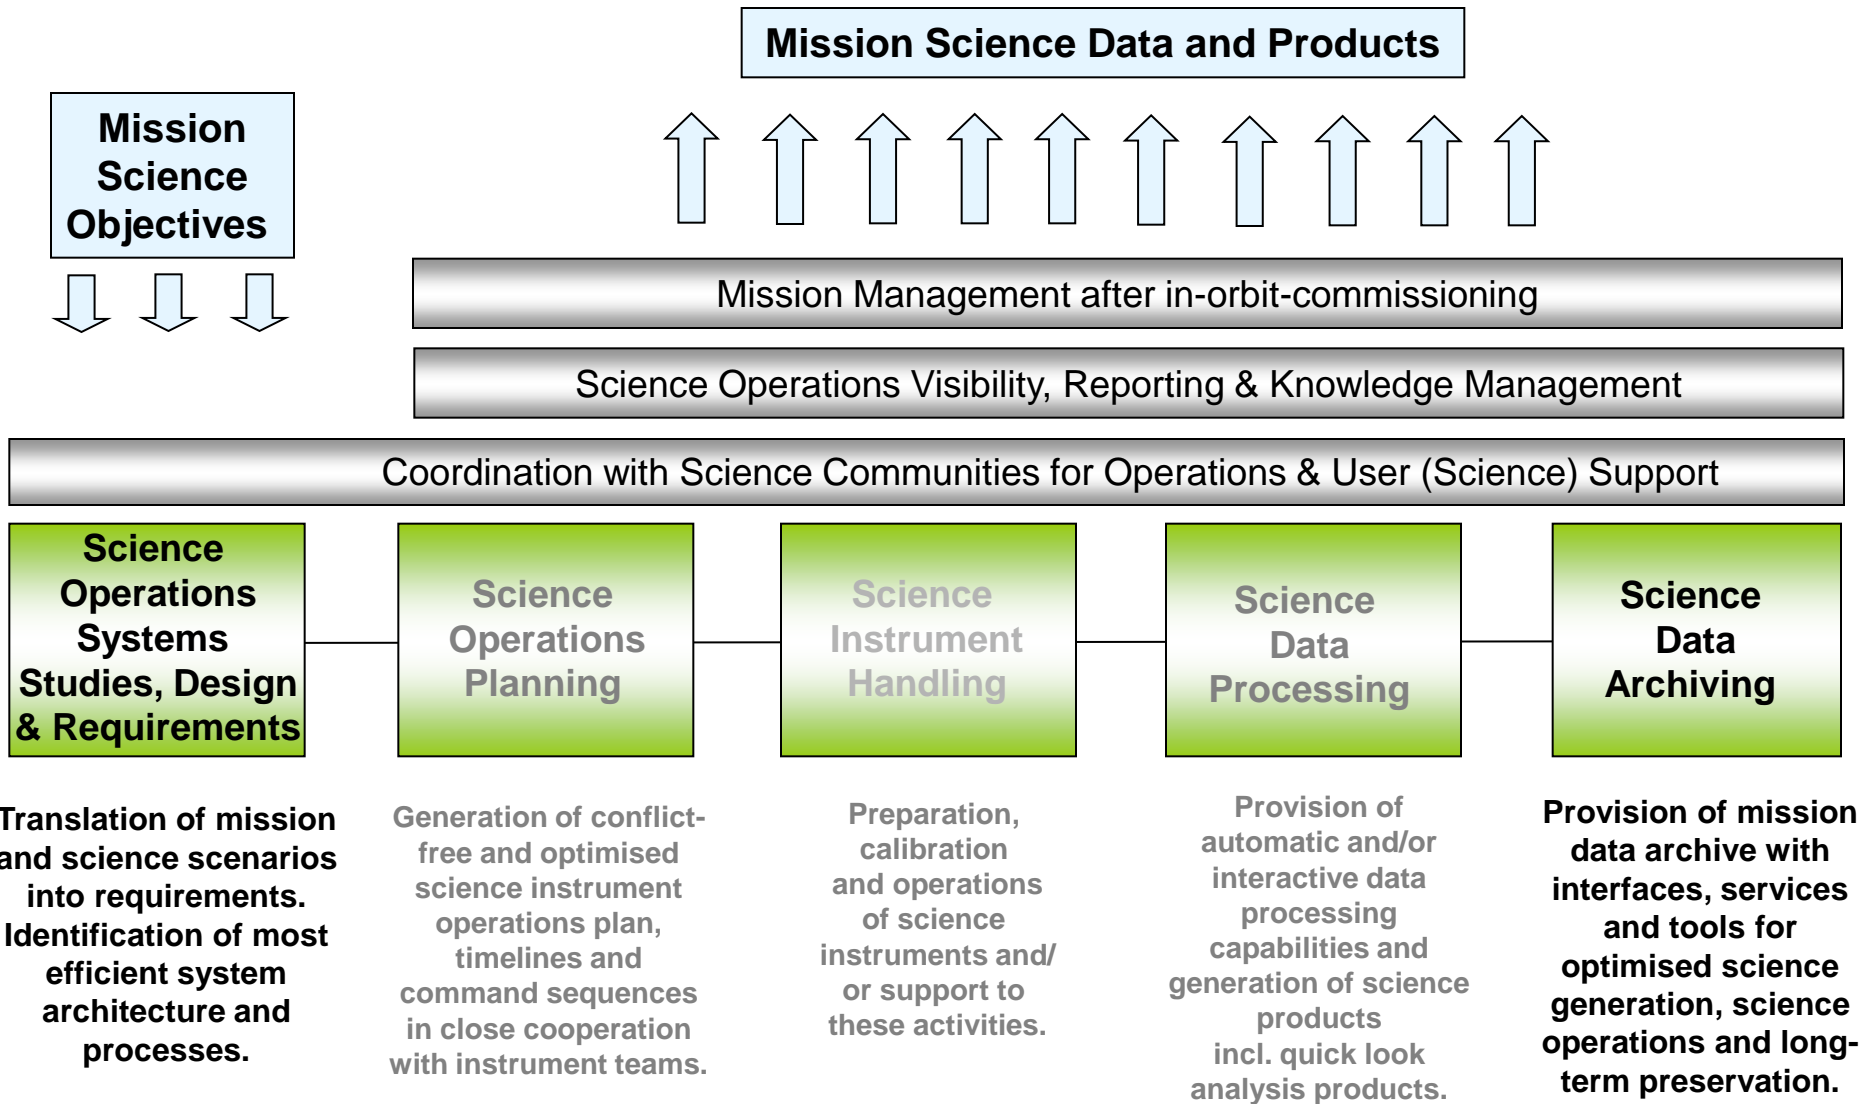 Mission Science Data and Products
Mission
Science
Objectives
Mission Management after in-orbit-commissioning
Science Operations Visibility, Reporting & Knowledge Management
Coordination with Science Communities for Operations & User (Science) Support
Science
Operations
Systems
Studies, Design
& Requirements
Science
Operations
Planning
Science
Instrument
Handling
Science
Data
Processing
Science
Data
Archiving
Translation of mission
and science scenarios
into requirements.
Identification of most
efficient system
architecture and
processes.
Generation of conflict-
free and optimised
science instrument
operations plan,
timelines and
command sequences
in close cooperation
with instrument teams.
Preparation,
calibration
and operations
of science
instruments and/
or support to
these activities.
Provision of
automatic and/or
interactive data
processing
capabilities and
generation of science
products
incl. quick look
analysis products.
Provision of mission
data archive with
interfaces, services
and tools for
optimised science
generation, science
operations and long-
term preservation.